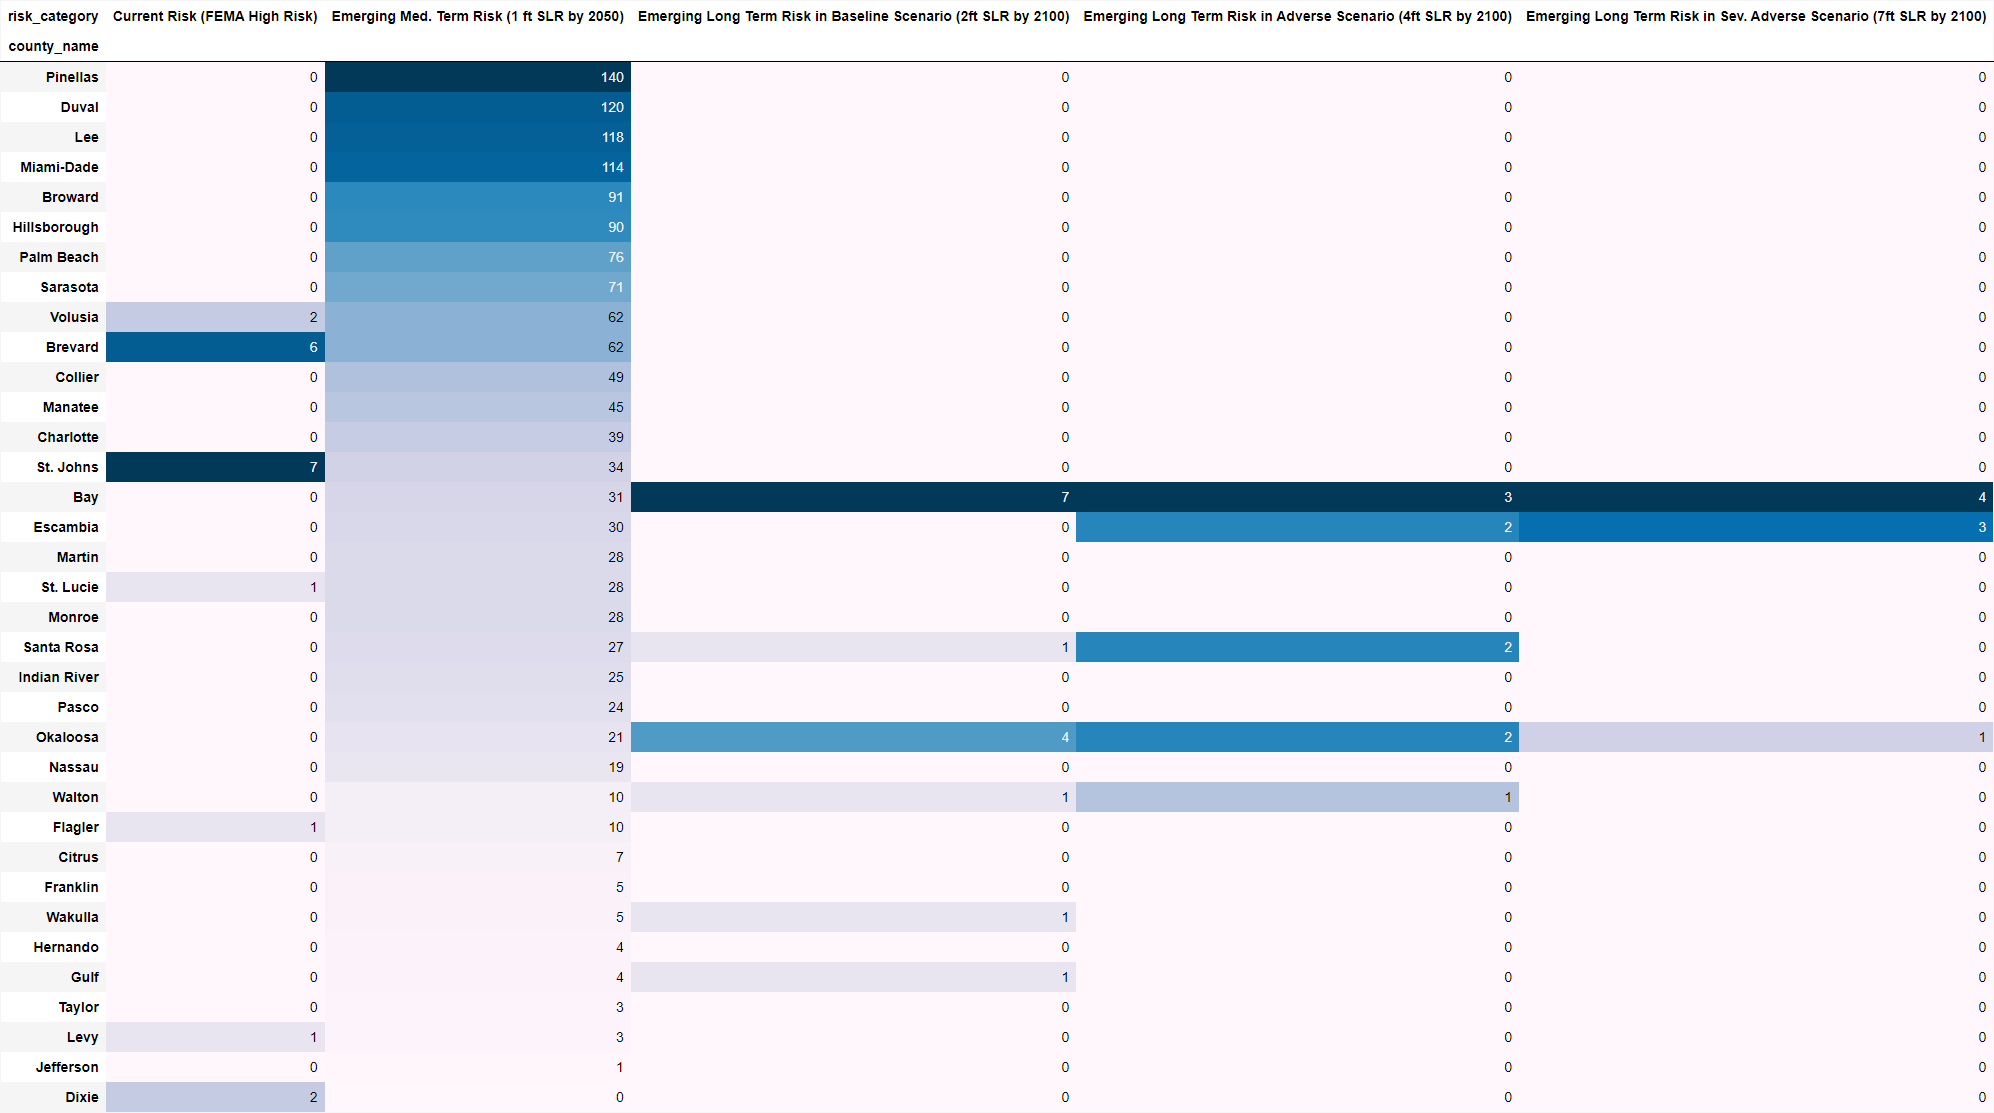 risk_category Current Risk (FEMA High Risk) Emerging Med. Term Risk (1 ft SLR by 2050) Emerging Long Term Risk in Baseline Scenario (2ft SLR by 2100) Emerging Long Term Risk in Adverse Scenario (4ft SLR by 2100) Emerging Long Term Risk in Sev. Adverse Scenario (7ft SLR by 2100)
county_name
Pinellas 0 140 0 0 0
Duval 0 120 0 0 0
Lee 0 118 0 0 0
Miami-Dade 0 114 0 0 0
Broward 0 91 0 0 0
Hillsborough 0 90 0 0 0
Palm Beach 0 76 0 0 0
Sarasota 0 71 0 0 0
Volusia 2 62 0 0 0
Brevard 6 62 0 0 0
Collier 0 49 0 0 0
Manatee 0 45 0 0 0
Charlotte 0 39 0 0 0
St. Johns 7 34 0 0 0
Bay 0 31 7 3 4
Escambia 0 30 0 2 3
Martin 0 28 0 0 0
St. Lucie 1 28 0 0 0
Monroe 0 28 0 0 0
Santa Rosa 0 27 1 2 0
Indian River 0 25 0 0 0
Pasco 0 24 0 0 0
Okaloosa 0 21 4 2 1
Nassau 0 19 0 0 0
Walton 0 10 1 1 0
Flagler 1 10 0 0 0
Citrus 0 7 0 0 0
Franklin 0 5 0 0 0
Wakulla 0 5 1 0 0
Hernando 0 4 0 0 0
Gulf 0 4 1 0 0
Taylor 0 3 0 0 0
Levy 1 3 0 0 0
Jefferson 0 1 0 0 0
Dixie 2 0 0 0 0